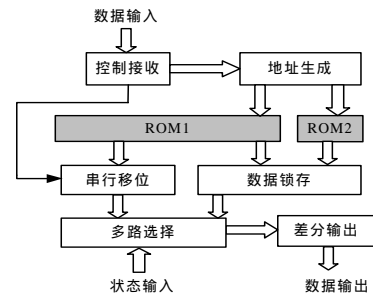 数据输入
控制接收
地址生成
ROM1
ROM2
串行移位
数据锁存
多路选择
差分输出
状态输入
数据输出